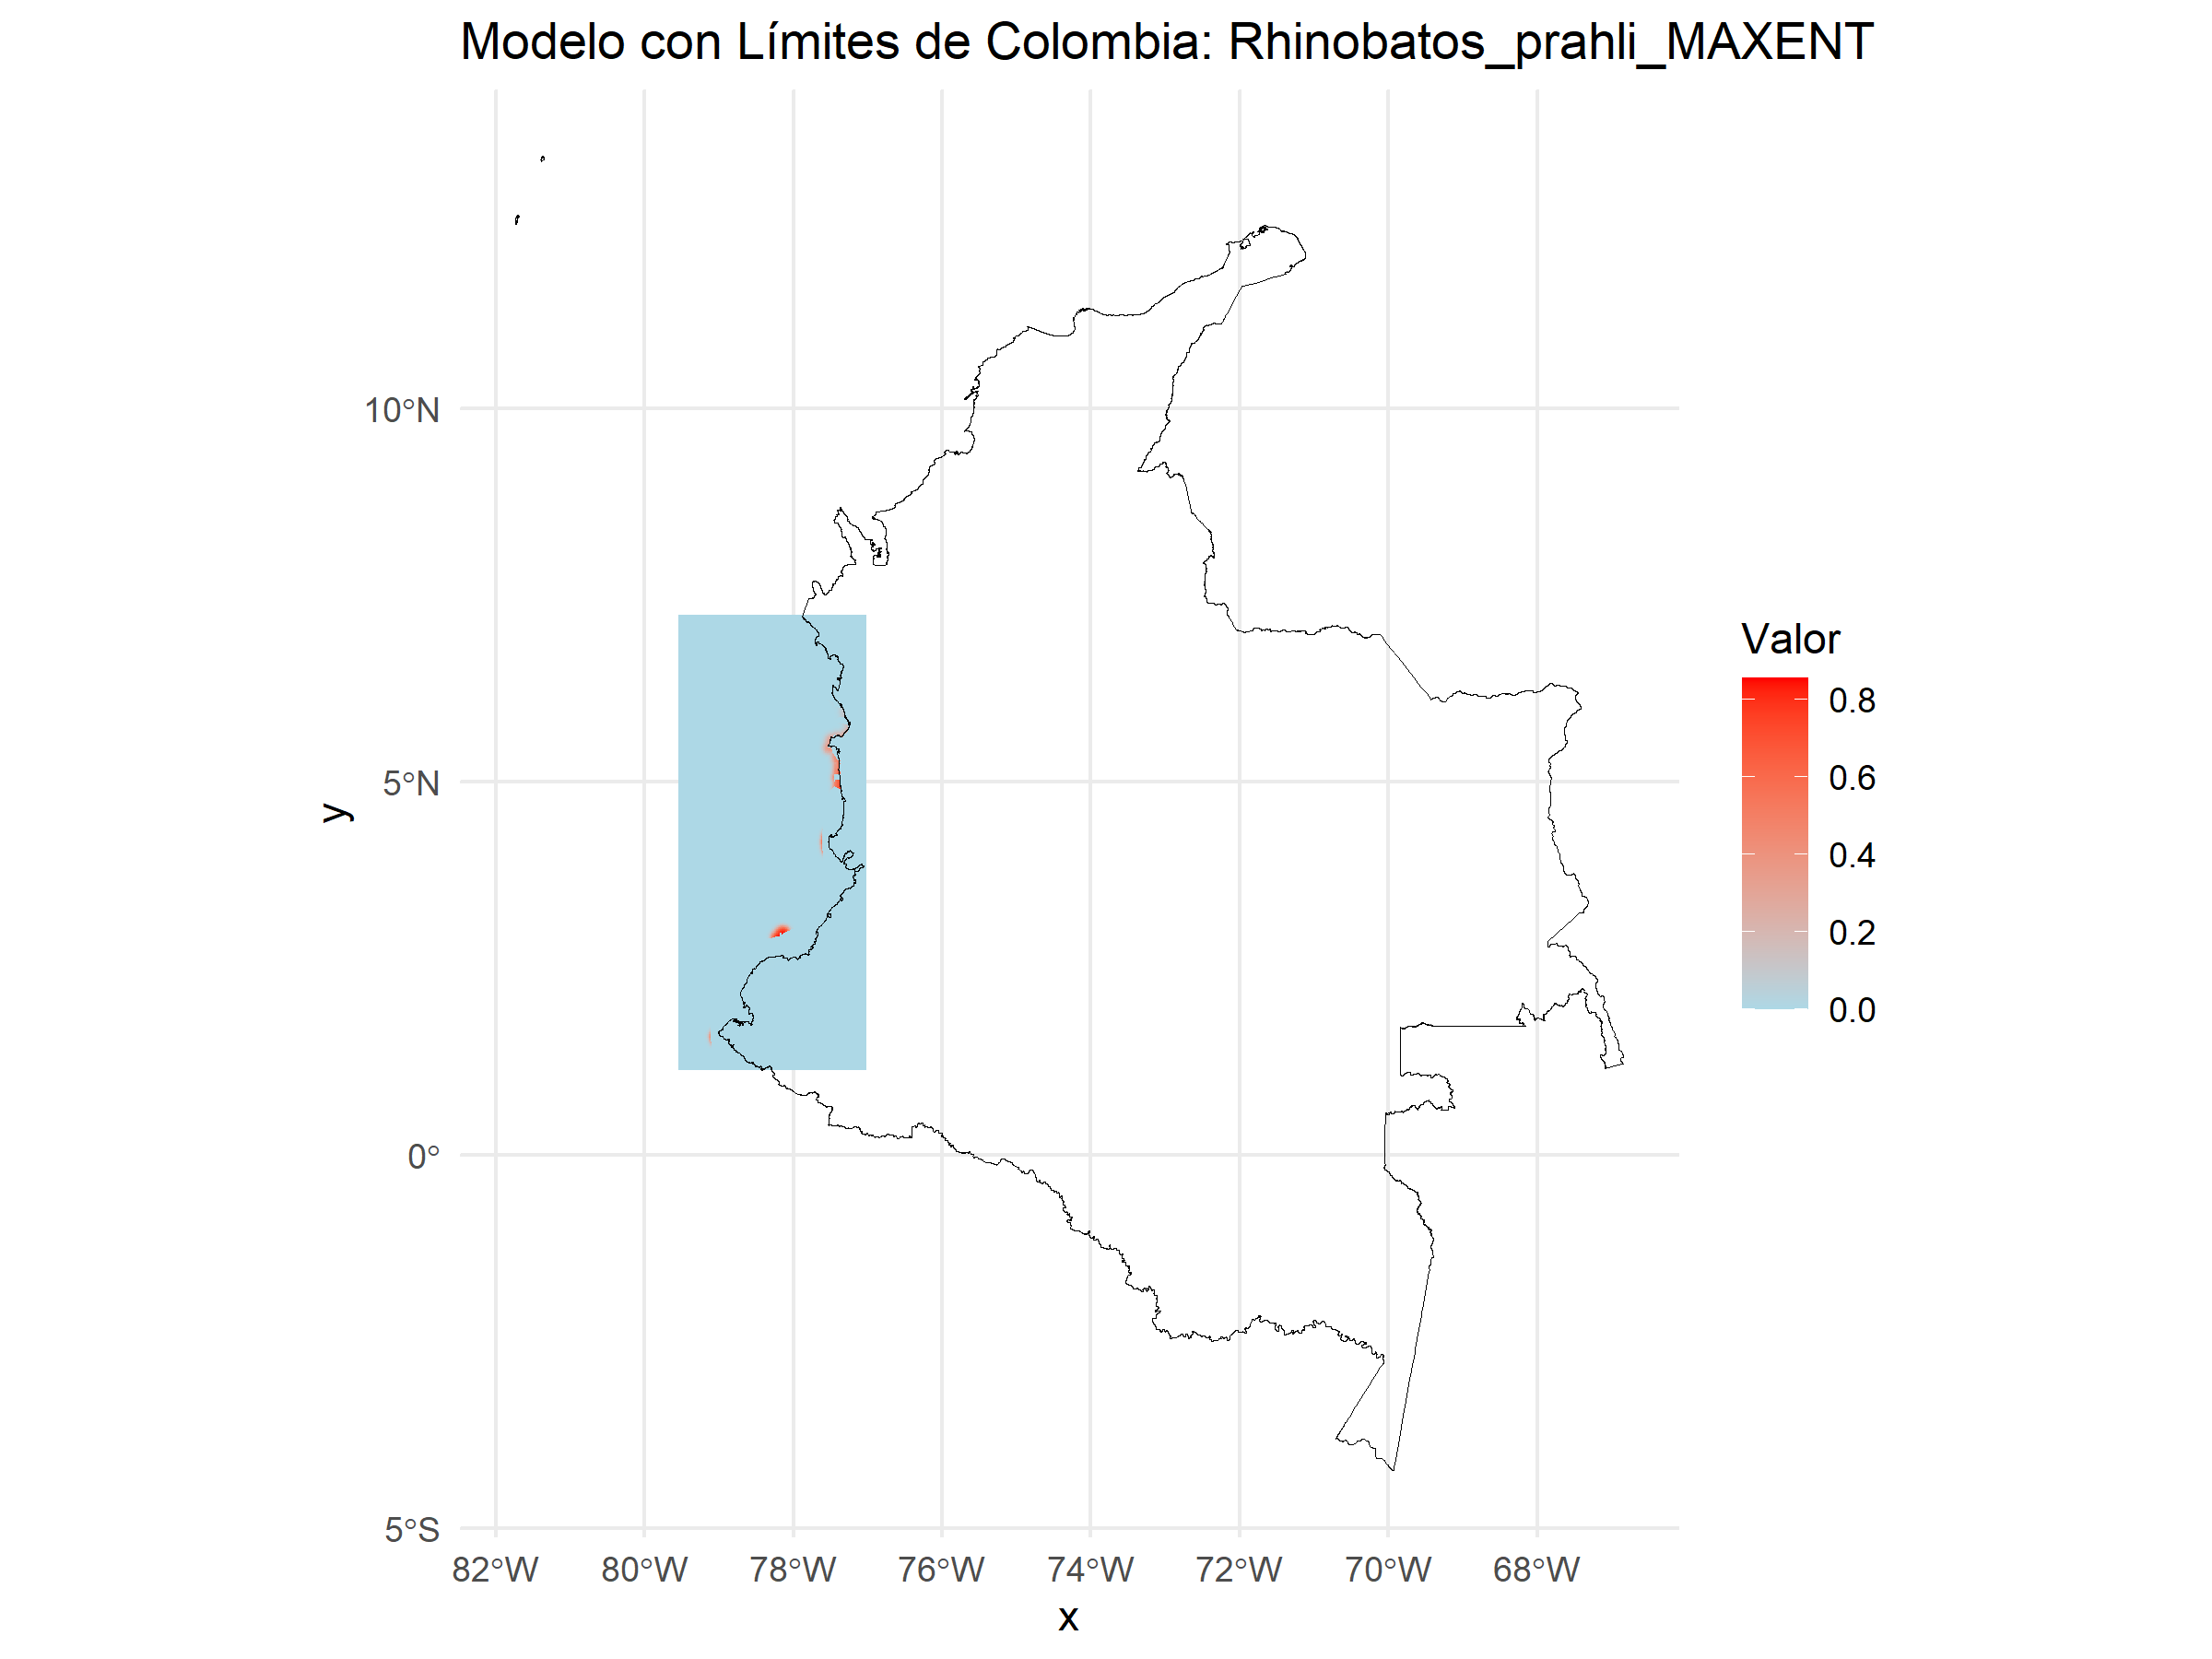 Modelo con Límites de Colombia: Rhinobatos_prahli_MAXENT
10°N
5°N
0°
5°S
y
82°W 80°W 78°W 76°W 74°W 72°W 70°W 68°W
x
Valor
0.8
0.6
0.4
0.2
0.0